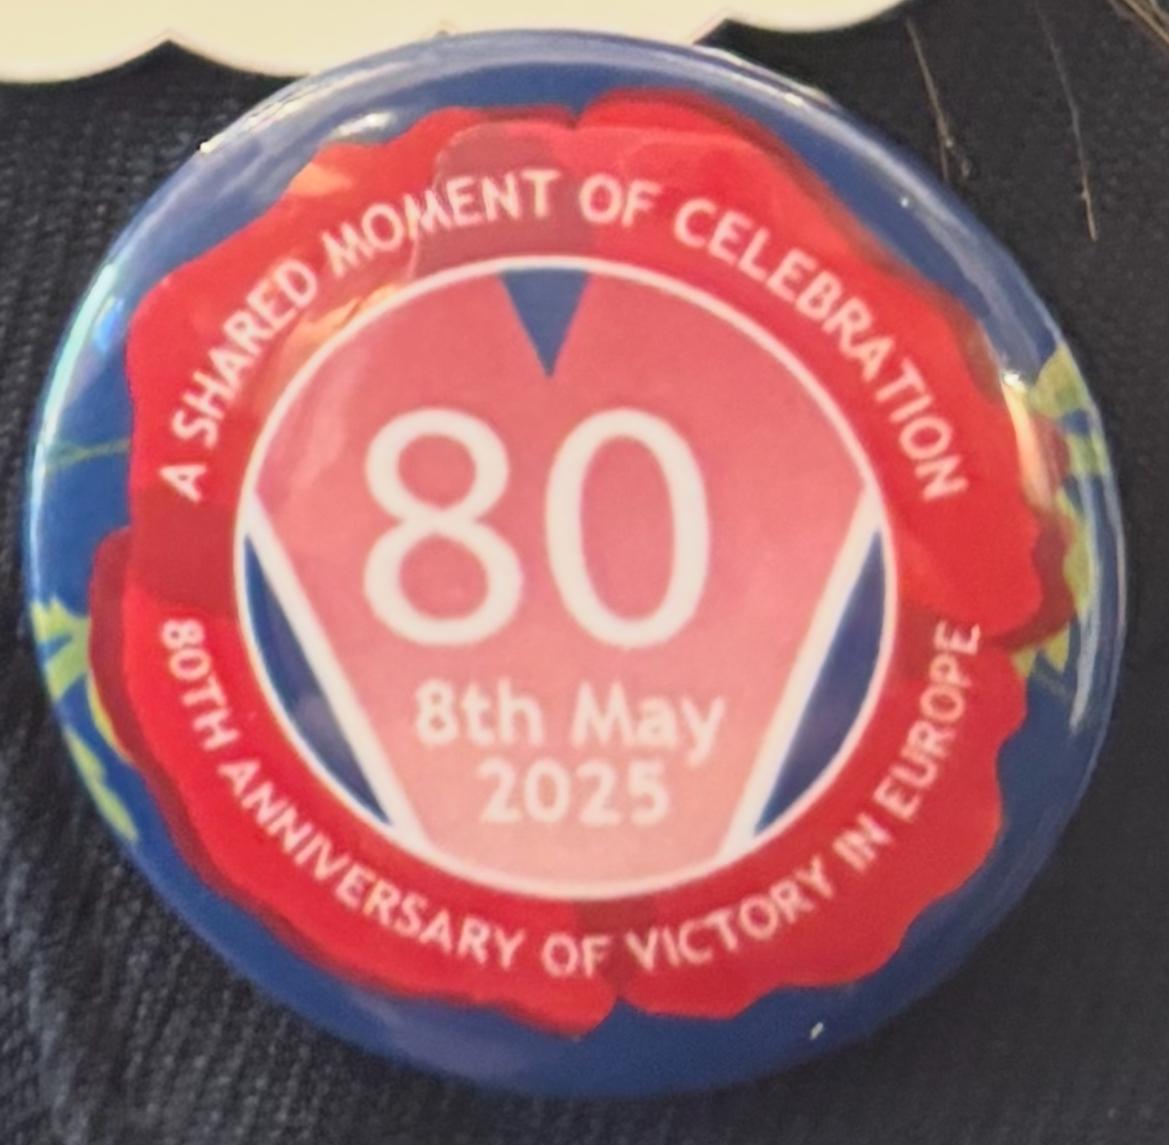 A SHARED MOMENT OF CELEBRATION
80
8th May
2025
80TH ANNIVERSARY OF VICTORY IN EUROPE